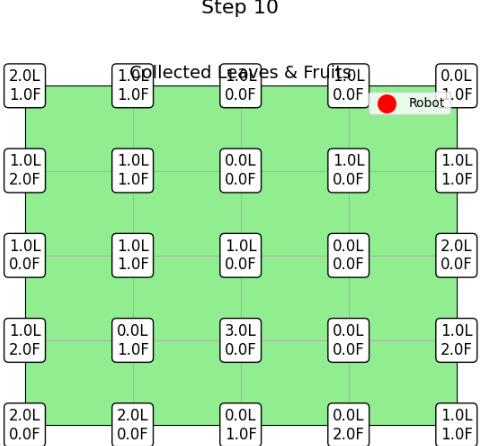 Step 10
Collected Leaves & Fruits
2.0L 1.0L 1.0L 1.0L 0.0L
1.0F 1.0F 0.0F 0.0F 1.0F
Robot
1.0L 1.0L 0.0L 1.0L 1.0L
2.0F 1.0F 0.0F 0.0F 1.0F
1.0L 1.0L 1.0L 0.0L 2.0L
0.0F 1.0F 0.0F 0.0F 0.0F
1.0L 0.0L 3.0L 0.0L 1.0L
2.0F 1.0F 0.0F 0.0F 2.0F
2.0L 2.0L 0.0L 0.0L 1.0L
0.0F 0.0F 1.0F 2.0F 1.0F